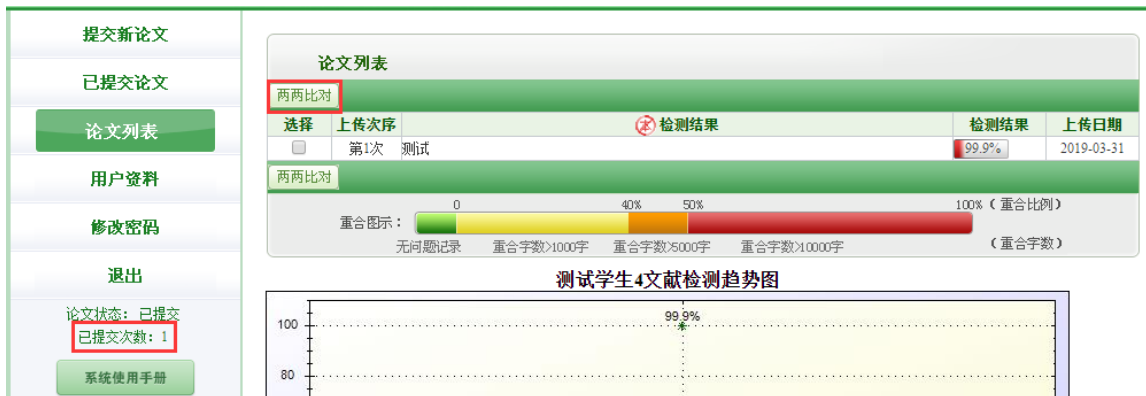 提交新论文
已提交论文
论文列表
用户资料
修改密码
退出
论文状态：已提交
已提交次数：1
系统使用手册
论文列表
两两比对
选择 上传次序 本 检测结果 检测结果 上传日期
第1次 测试 99.9% 2019-03-31
两两比对
0 40% 50% 100%（重合比例）
重合图示：
无问题记录 重合字数>1000字 重合字数>5000字 重合字数>10000字 （重合字数）
测试学生4文献检测趋势图
99.9%
100
80